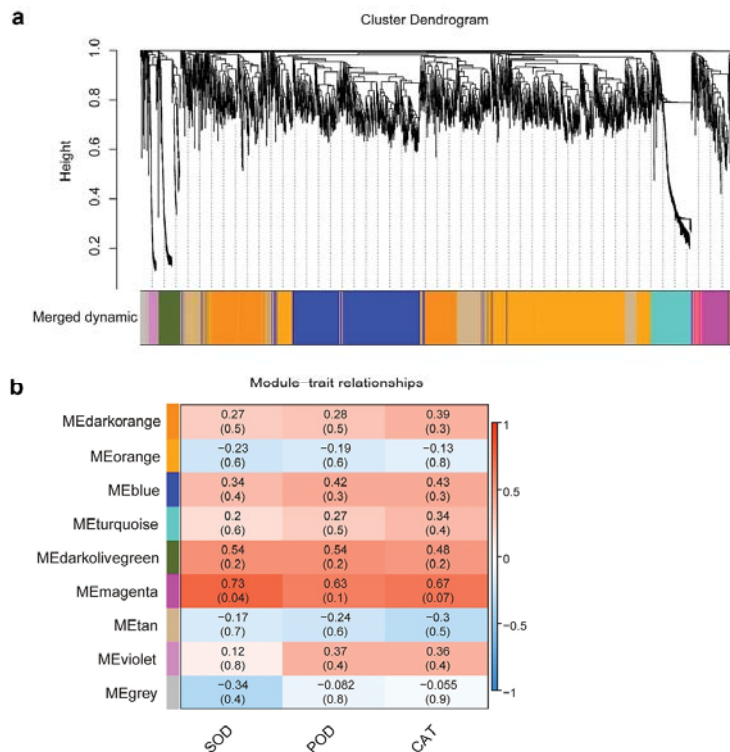 a
Cluster Dendrogram
Height
1.0
0.8
0.6
0.4
0.2
Merged dynamic
b
Module−trait relationships
MEdarkorange 0.27 0.28 0.39
(0.5) (0.5) (0.3)
MEorange −0.23 −0.19 −0.13
(0.6) (0.6) (0.8)
MEblue 0.34 0.42 0.43
(0.4) (0.3) (0.3)
MEturquoise 0.2 0.27 0.34
(0.6) (0.5) (0.4)
MEdarkolivegreen 0.54 0.54 0.48
(0.2) (0.2) (0.2)
MEmagenta 0.73 0.63 0.67
(0.04) (0.1) (0.07)
MEtan −0.17 −0.24 −0.3
(0.7) (0.6) (0.5)
MEviolet 0.12 0.37 0.36
(0.8) (0.4) (0.4)
MEgrey −0.34 −0.082 −0.055
(0.4) (0.8) (0.9)
SOD POD CAT
1
0.5
0
−0.5
−1